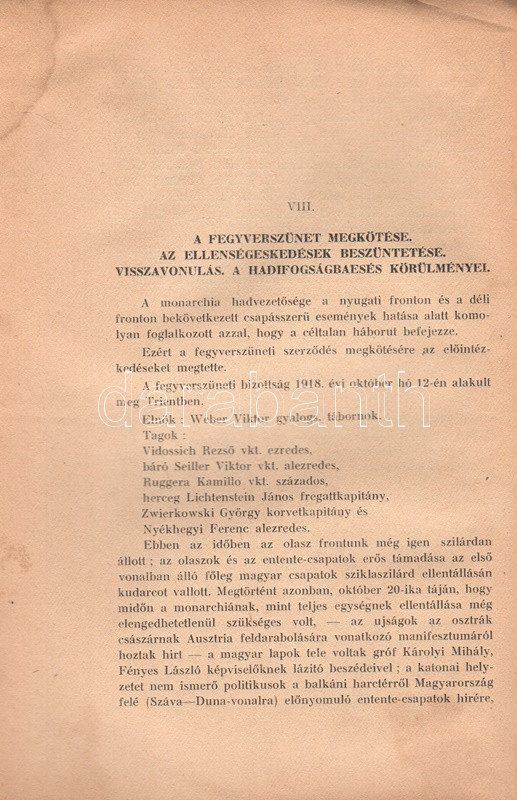 VIII.
A FEGYVERSZÜNET MEGKÖTÉSE.
AZ ELLENSÉGESKEDÉSEK BESZÜNTETÉSE.
VISSZAVONULÁS. A HADIFOGSÁGBAESÉS KÖRÜLMÉNYEI.
A monarchia hadvezetősége a nyugati fronton és a déli
fronton bekövetkezett csapásszerü események hatása alatt komo-
lyan foglalkozott azzal, hogy a céltalan háborut befejezze.
Ezért a fegyverszüneti szerződés megkötésére az előintéz-
kedéseket megtette.
A fegyverszüneti bizottság 1918. évi október hó 12-én alakult
meg Trientben.
darabanth
Elnök : Weber Viktor gyalogs. tábornok.
Tagok :
Vidossich Rezső vkt. ezredes,
báró Seiller Viktor vkt. alezredes,
Ruggera Kamillo vkt. százados,
herceg Lichtenstein János fregattkapitány,
Zwierkowski György korvetkapitány és
Nyékhegyi Ferenc alezredes.
Ebben az időben az olasz frontunk még igen szilárdan
állott ; az olaszok és az entente-csapatok erős támadása az első
vonalban álló főleg magyar csapatok sziklaszilárd ellentállásán
kudarcot vallott. Megtörtént azonban, október 20-ika táján, hogy
midőn a monarchiának, mint teljes egységnek ellentállása még
elengedhetetlenül szükséges volt, — az ujságok az osztrák
császárnak Ausztria feldarabolására vonatkozó manifesztumáról
hoztak hirt — a magyar lapok tele voltak gróf Károlyi Mihály,
Fényes László képviselőknek lázitó beszédeivel ; a katonai hely-
zetet nem ismerő politikusok a balkáni harctérről Magyarország
felé (Száva—Duna-vonalra) előnyomuló entente-csapatok hirére,